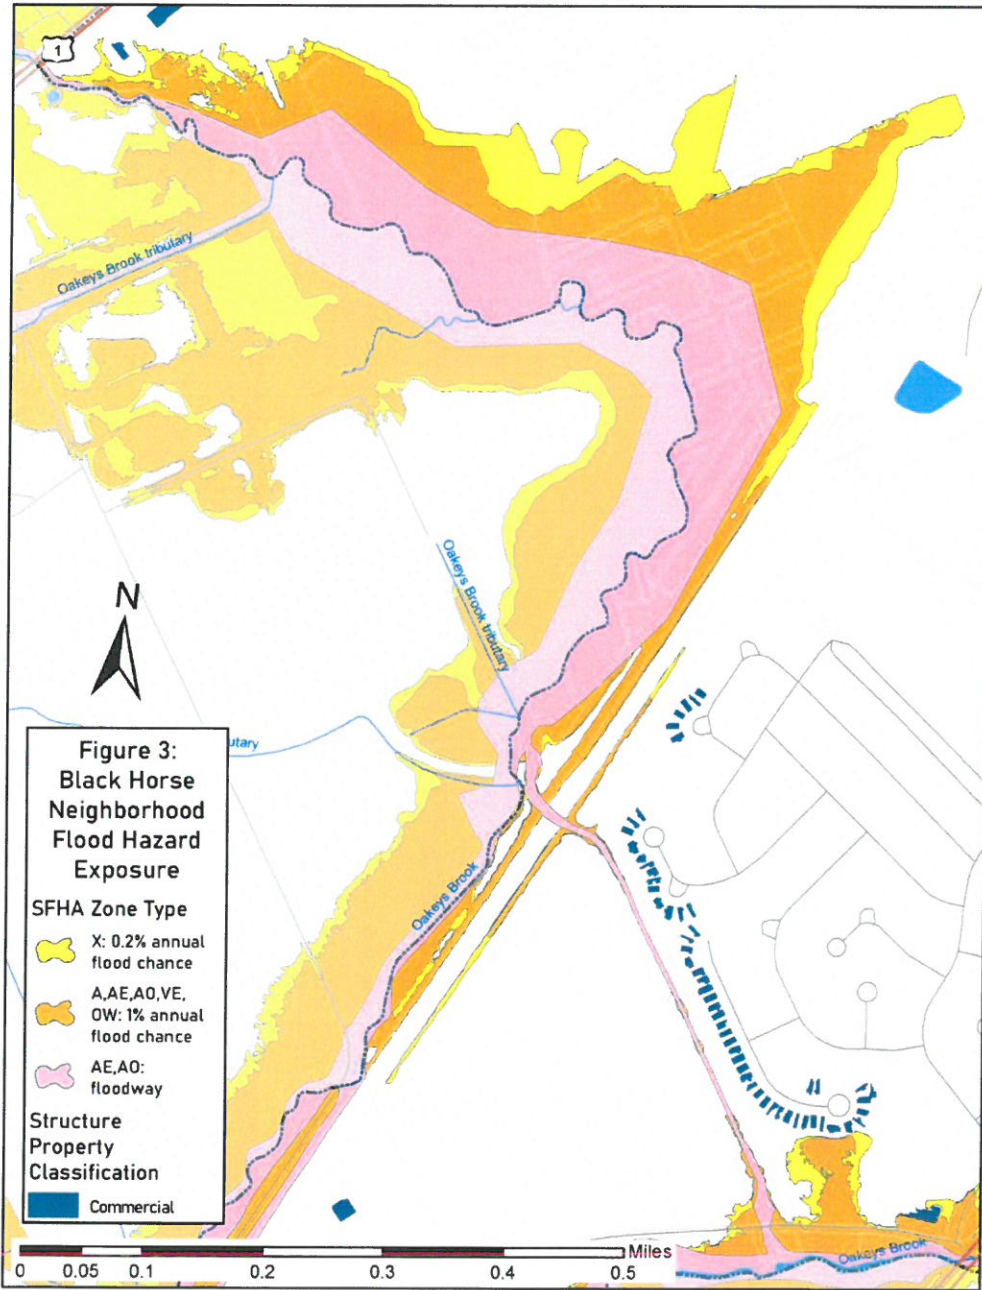 1
Oakeys Brook tributary
Oakeys Brook tributary
N
utary
Figure 3:
Black Horse
Neighborhood
Flood Hazard
Exposure
SFHA Zone Type
X: 0.2% annual
flood chance
A,AE,AO,VE,
OW: 1% annual
flood chance
AE,AO:
floodway
Structure
Property
Classification
Commercial
Oakeys Brook
Oakeys Brook
Miles
0 0.05 0.1 0.2 0.3 0.4 0.5